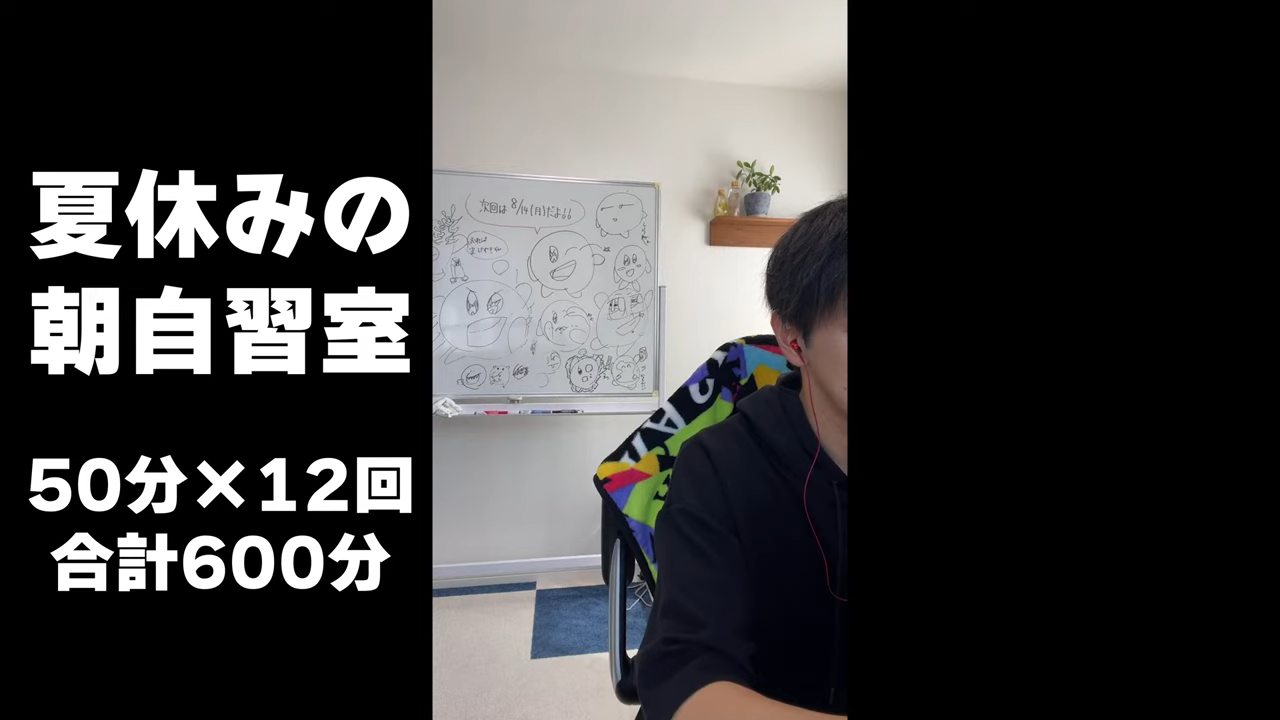 夏休みの
朝自習室
50分×12回
合計600分
次回は 8/14(月)だよ!!